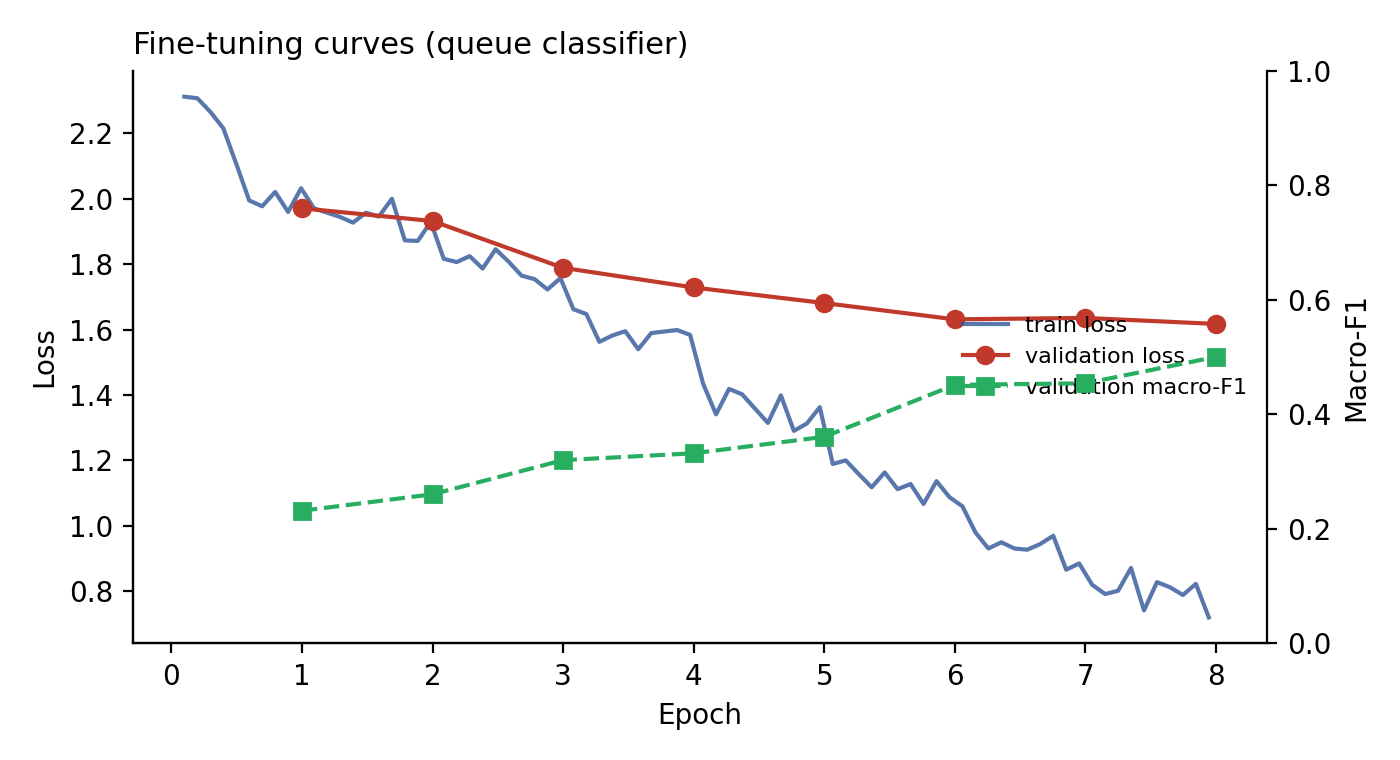 Fine-tuning curves (queue classifier)
Loss
2.2
2.0
1.8
1.6
1.4
1.2
1.0
0.8
1.0
0.8
0.6
0.4
0.2
0.0
Macro-F1
train loss
validation loss
validation macro-F1
0 1 2 3 4 5 6 7 8
Epoch